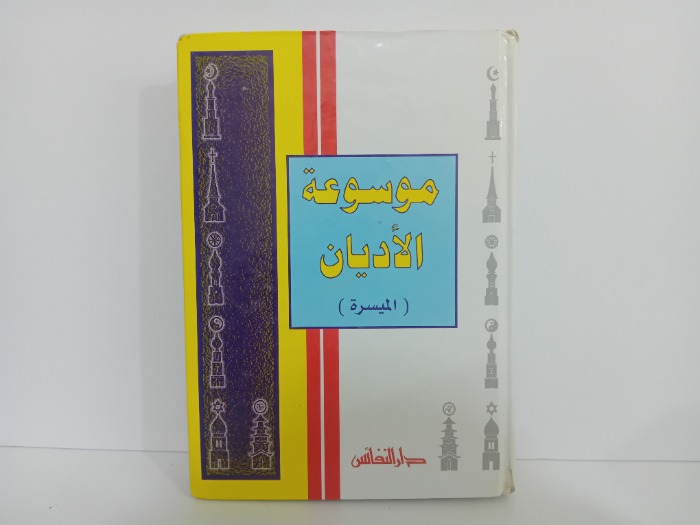 موسوعة
الأديان
( الميسرة )
دار النفائس